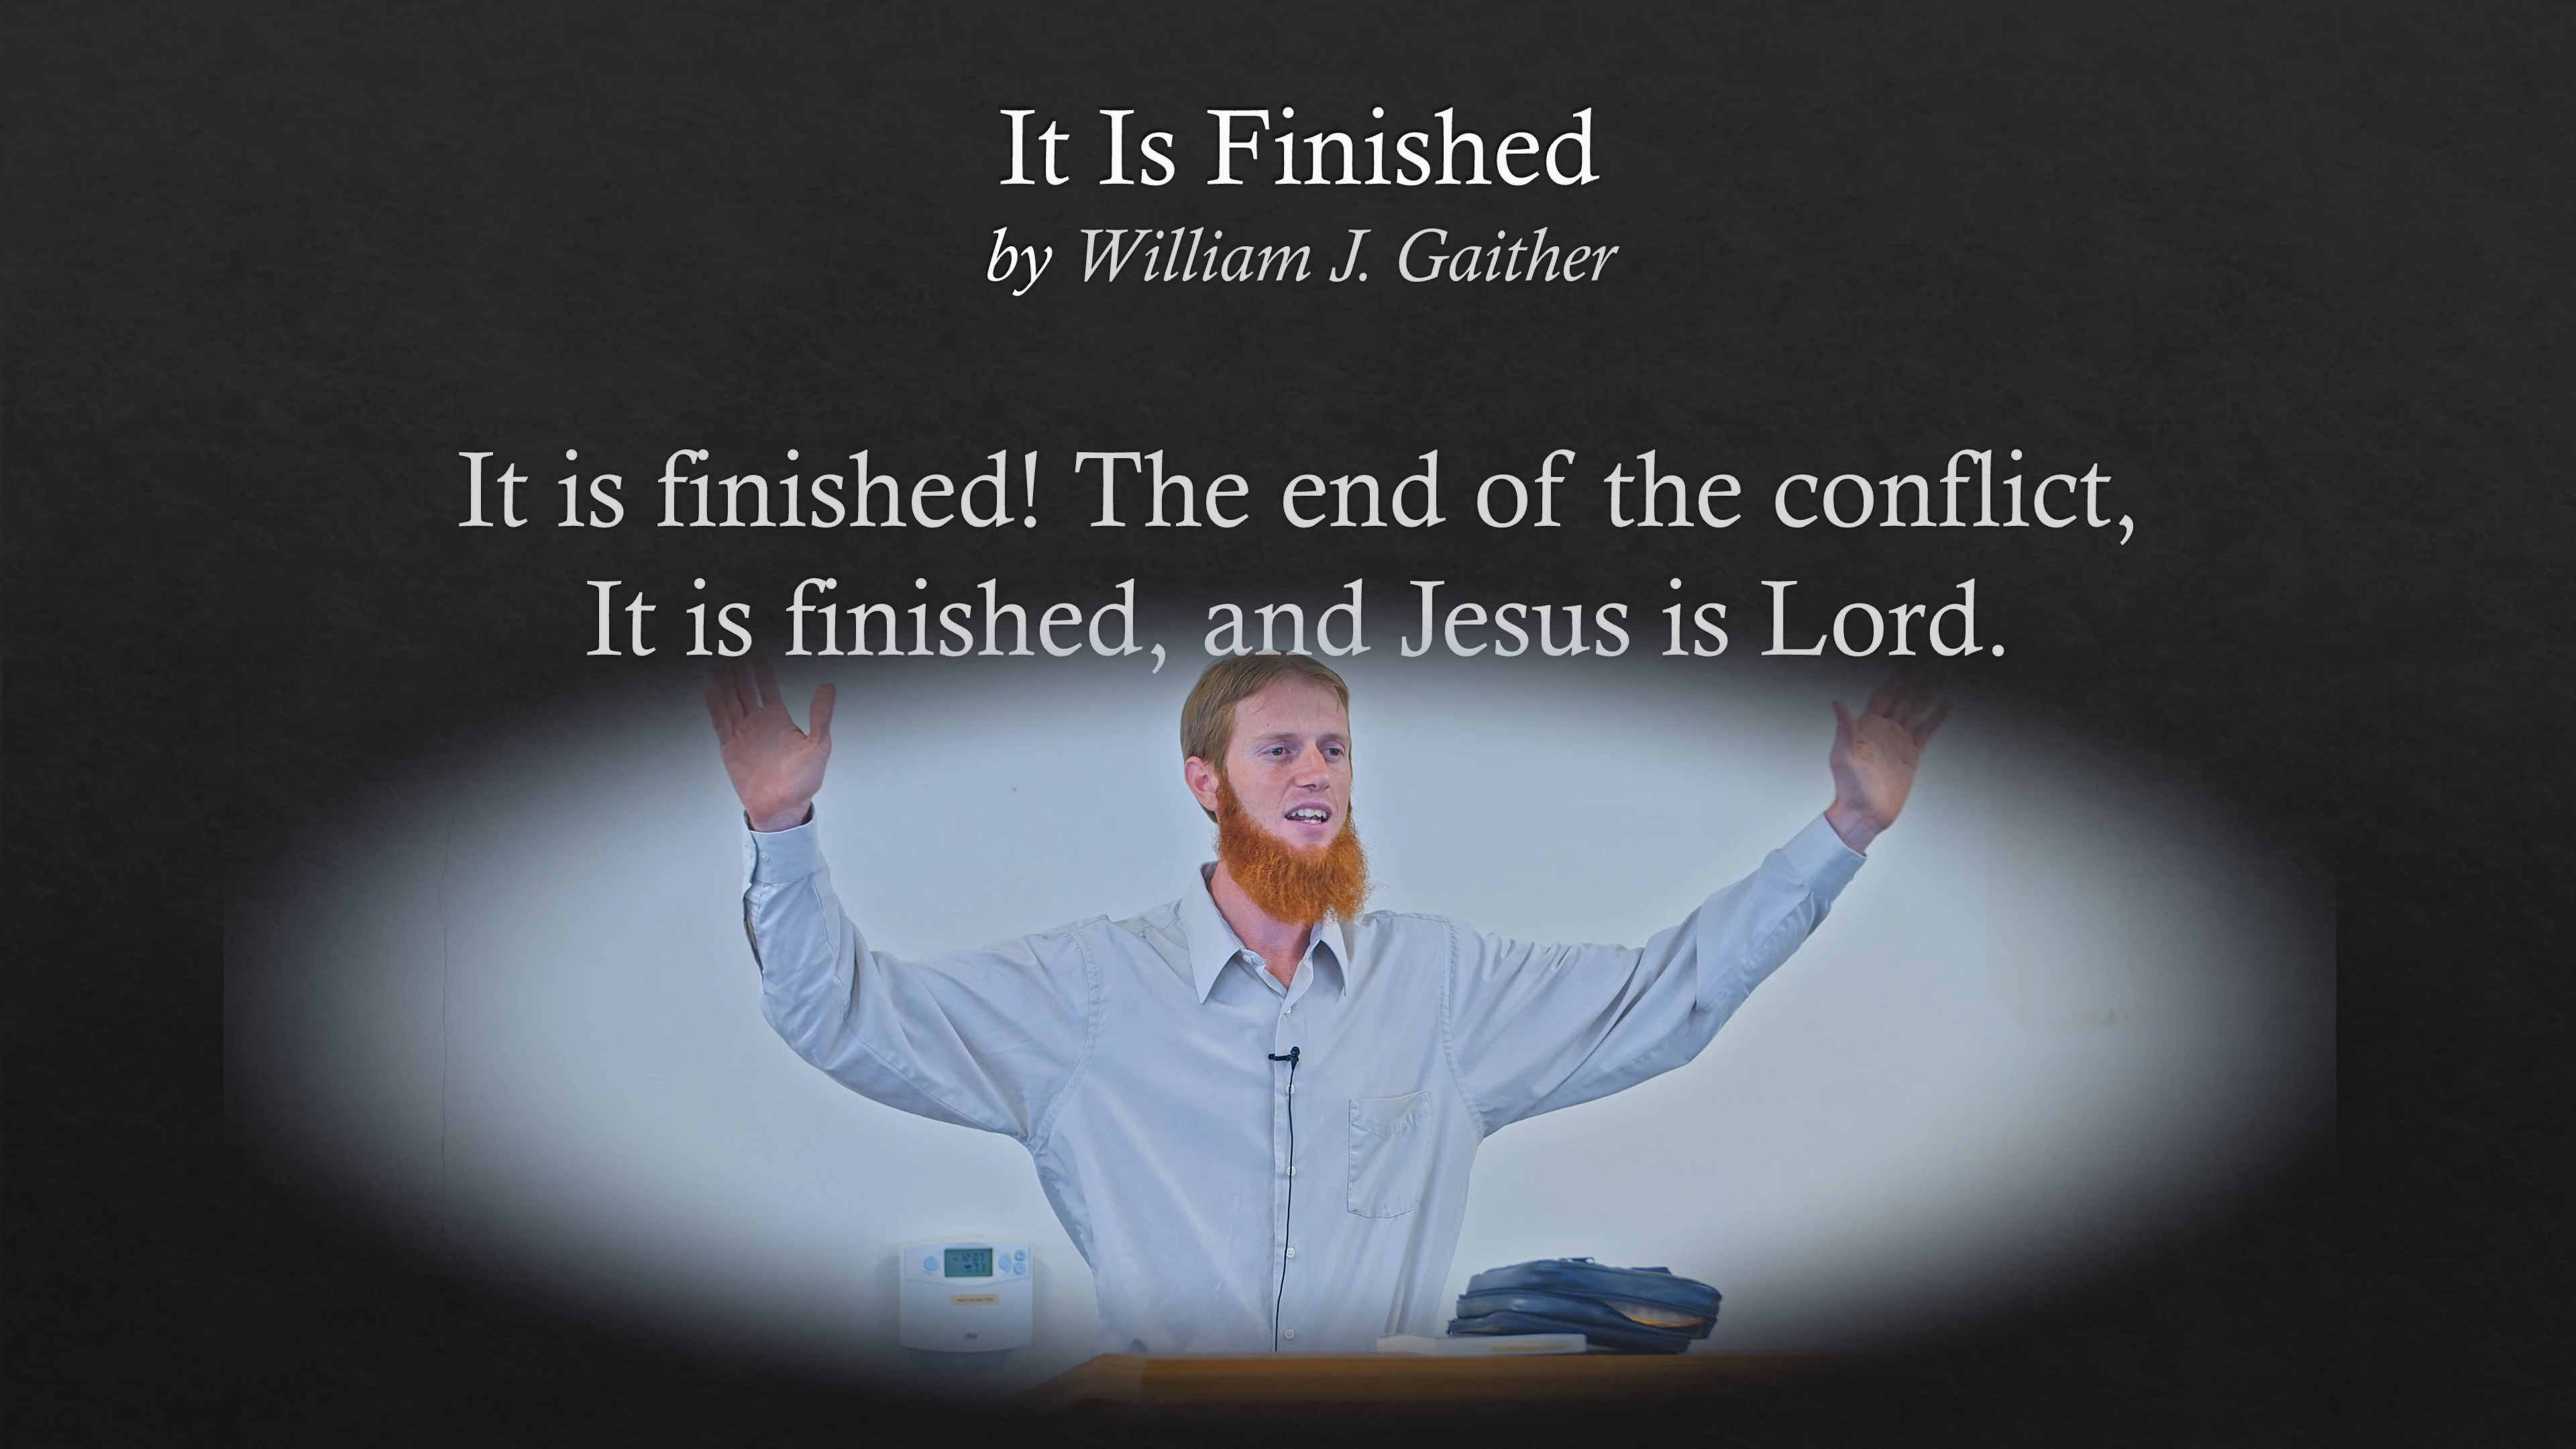 It Is Finished
by William J. Gaither
It is finished! The end of the conflict,
It is finished, and Jesus is Lord.